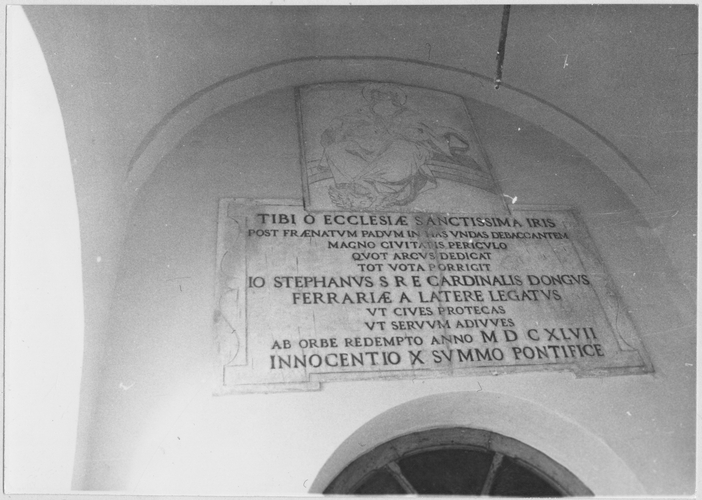 TIBI O ECCLESIÆ SANCTISSIMA IRIS
POST FRÆNATVM PADVM IN HAS VNDAS DEBACCANTEM
MAGNO CIVITATIS PERICVLO
QVOT ARCVS DEDICAT
TOT VOTA PORRIGIT
IO STEPHANVS S R E CARDINALIS DONGVS
FERRARIÆ A LATERE LEGATVS
VT CIVES PROTEGAS
VT SERVVM ADIVVES
AB ORBE REDEMPTO ANNO M D C XLVII
INNOCENTIO X SVMMO PONTIFICE